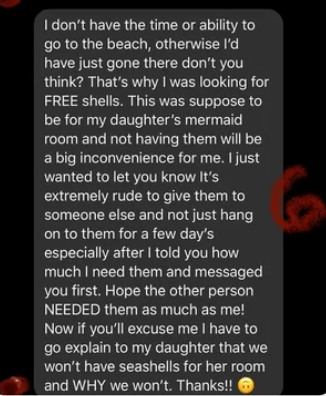 I don't have the time or ability to
go to the beach, otherwise I'd
have just gone there don't you
think? That's why I was looking for
FREE shells. This was suppose to
be for my daughter's mermaid
room and not having them will be
a big inconvenience for me. I just
wanted to let you know It's
extremely rude to give them to
someone else and not just hang
on to them for a few day's
especially after I told you how
much I need them and messaged
you first. Hope the other person
NEEDED them as much as me!
Now if you'll excuse me I have to
go explain to my daughter that we
won't have seashells for her room
and WHY we won't. Thanks!! 🙃
6